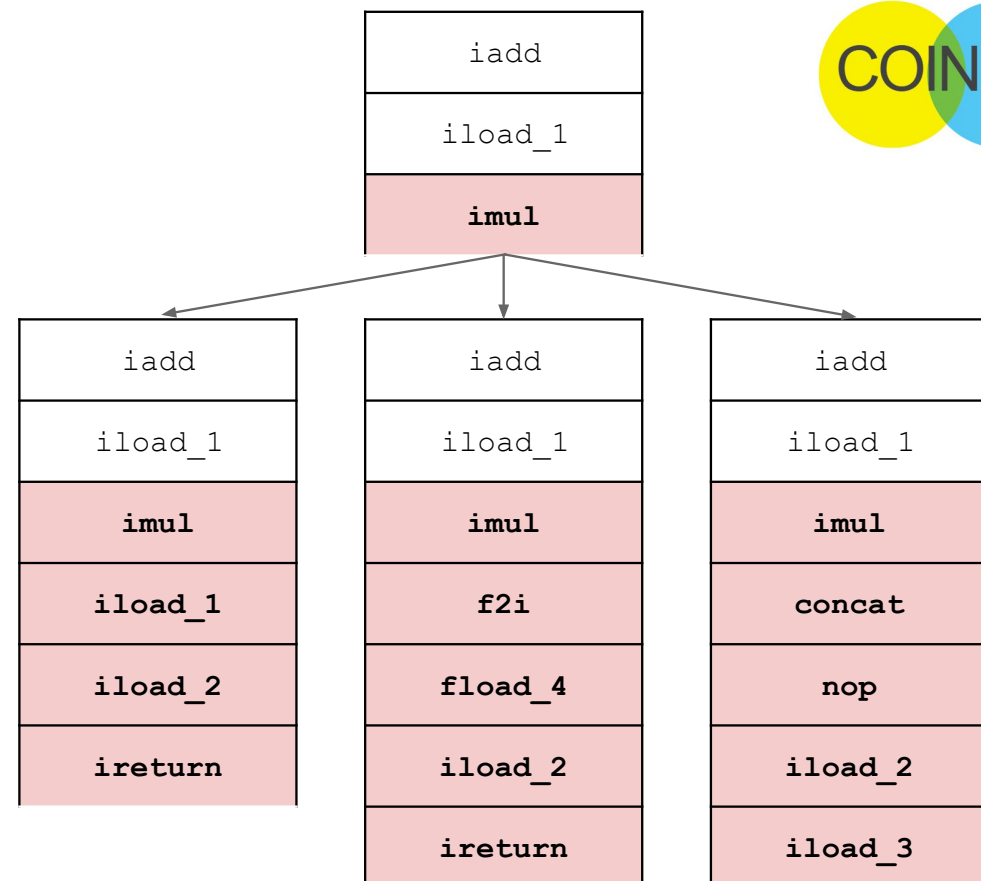 COIN
iadd
iload_1
imul
iadd
iload_1
imul
iload_1
iload_2
ireturn
iadd
iload_1
imul
f2i
fload_4
iload_2
ireturn
iadd
iload_1
imul
concat
nop
iload_2
iload_3